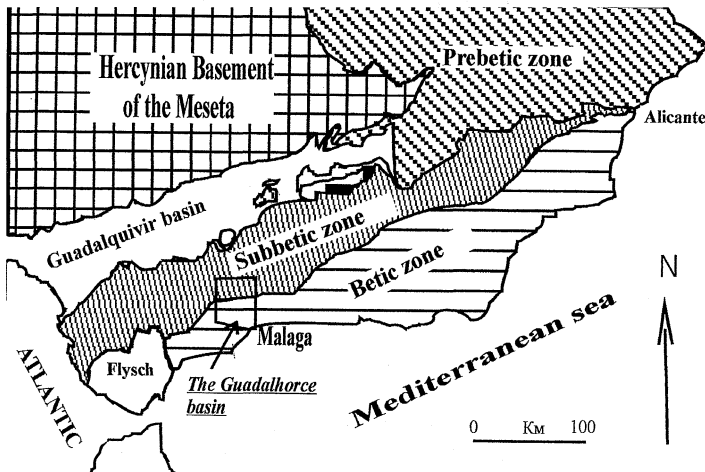 Hercynian Basement
of the Meseta
Prebetic zone
Alicante
Guadalquivir basin
Subbetic zone
Betic zone
N
Malaga
Flysch
The Guadalhorce
basin
Mediterranean sea
ATLANTIC
0 Км 100